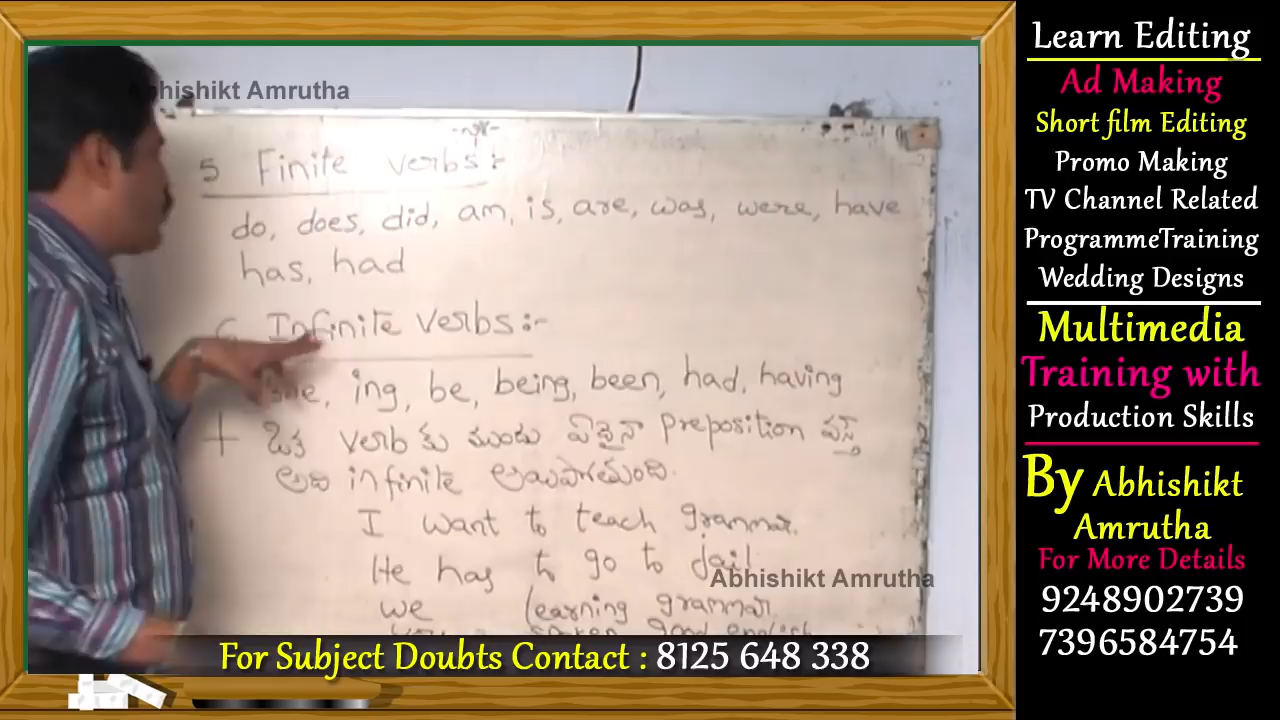 Abhishikt Amrutha
5 Finite verbs:-
do, does, did, am, is, are, was, were, have
has, had
Infinite verbs:-
ing, be, being, been, had, having
+ ఒక verb కు ముందు ఏదైనా preposition వస్తే
అది infinite అయిపోతుంది.
I want to teach grammar.
He has to go to jail
Abhishikt Amrutha
we learning grammar.
spoken good english
For Subject Doubts Contact : 8125 648 338
Learn Editing
Ad Making
Short film Editing
Promo Making
TV Channel Related
ProgrammeTraining
Wedding Designs
Multimedia
Training with
Production Skills
By Abhishikt
Amrutha
For More Details
9248902739
7396584754